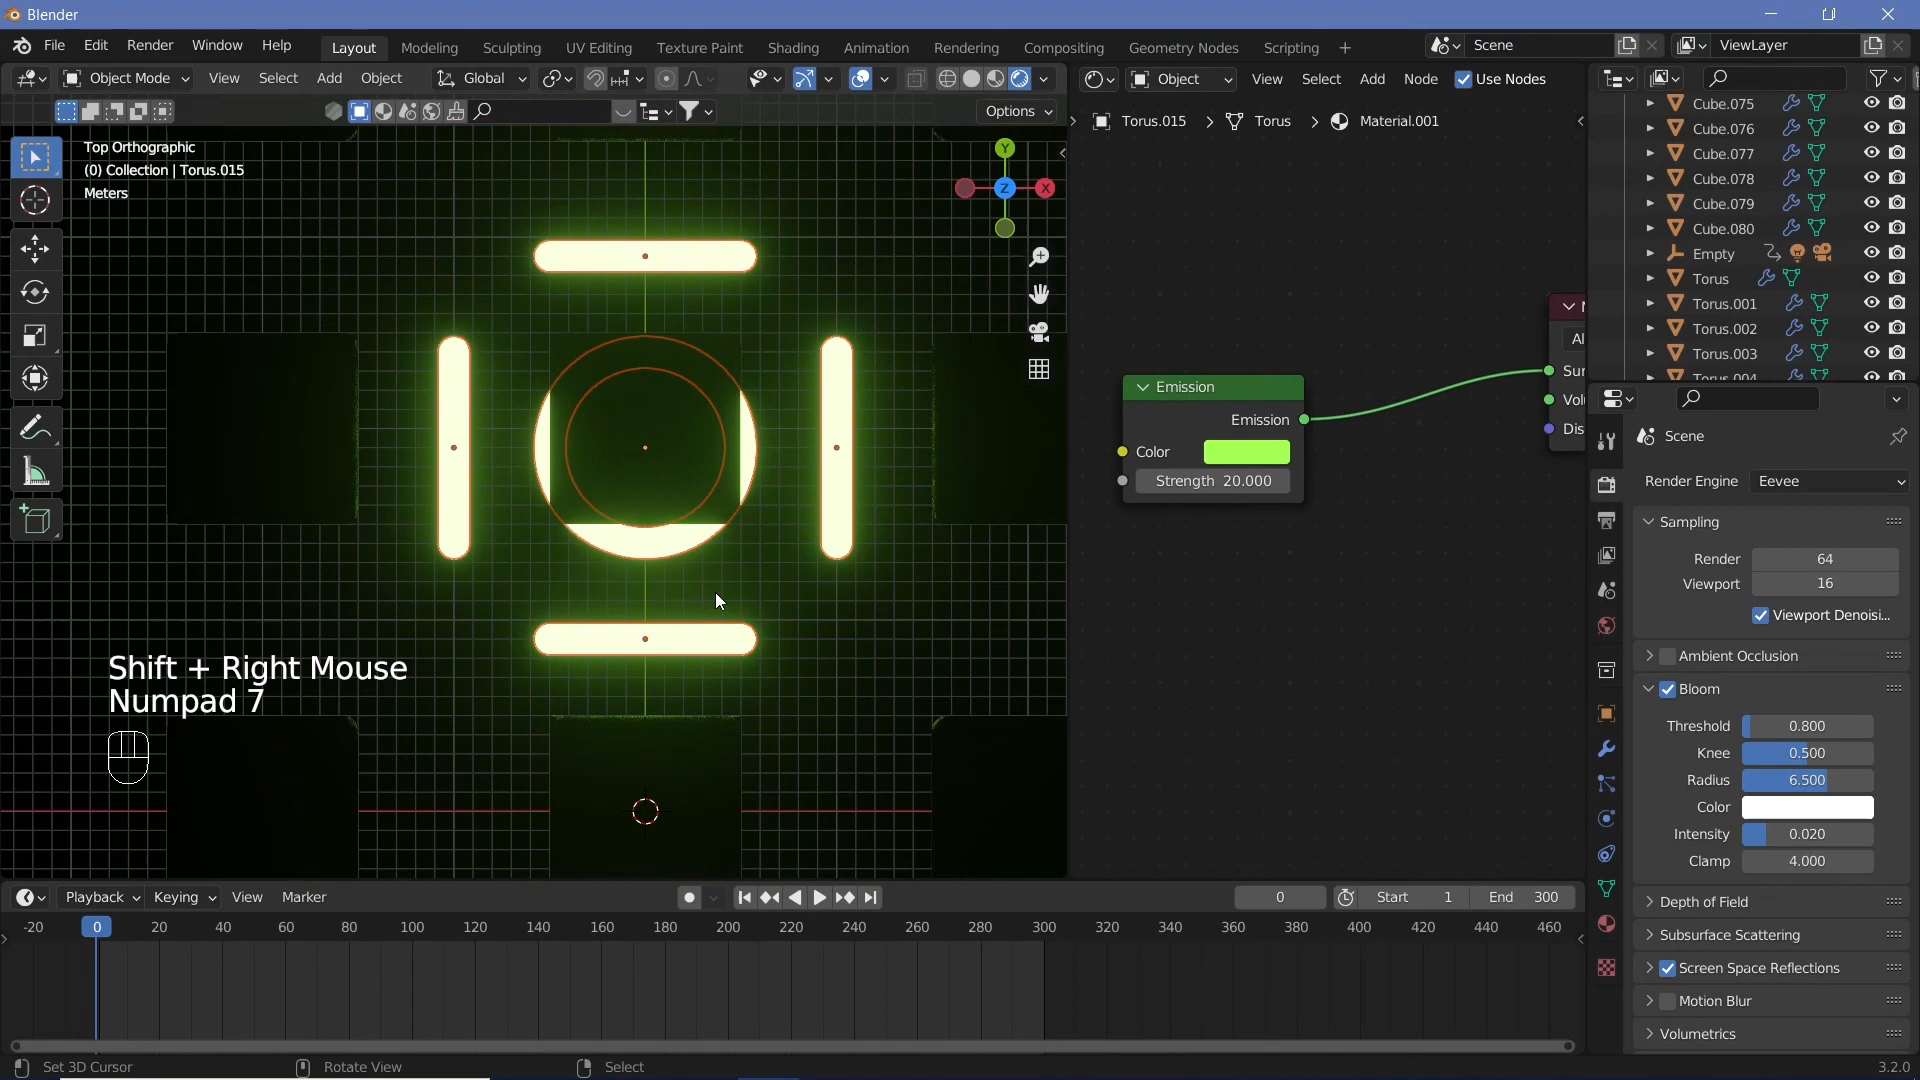 Blender
File Edit Render Window Help Layout Modeling Sculpting UV Editing Texture Paint Shading Animation Rendering Compositing Geometry Nodes Scripting + Scene ViewLayer
Object Mode View Select Add Object Global Object View Select Add Node Use Nodes
Options
Torus.015 > Torus > Material.001
Top Orthographic
(0) Collection | Torus.015
Meters
Y
Z X
Cube.075
Cube.076
Cube.077
Cube.078
Cube.079
Cube.080
Empty
Torus
Torus.001
Torus.002
Torus.003
Torus.004
Al
Sur
Vol
Dis
Emission
Emission
Color
Strength 20.000
Scene
Render Engine Eevee
Sampling
Render 64
Viewport 16
Viewport Denoisi...
Ambient Occlusion
Bloom
Threshold 0.800
Knee 0.500
Radius 6.500
Color
Intensity 0.020
Clamp 4.000
Depth of Field
Subsurface Scattering
Screen Space Reflections
Motion Blur
Volumetrics
Shift + Right Mouse
Numpad 7
Playback Keying View Marker 0 Start 1 End 300
-20 0 20 40 60 80 100 120 140 160 180 200 220 240 260 280 300 320 340 360 380 400 420 440 460
Set 3D Cursor Rotate View Select 3.2.0